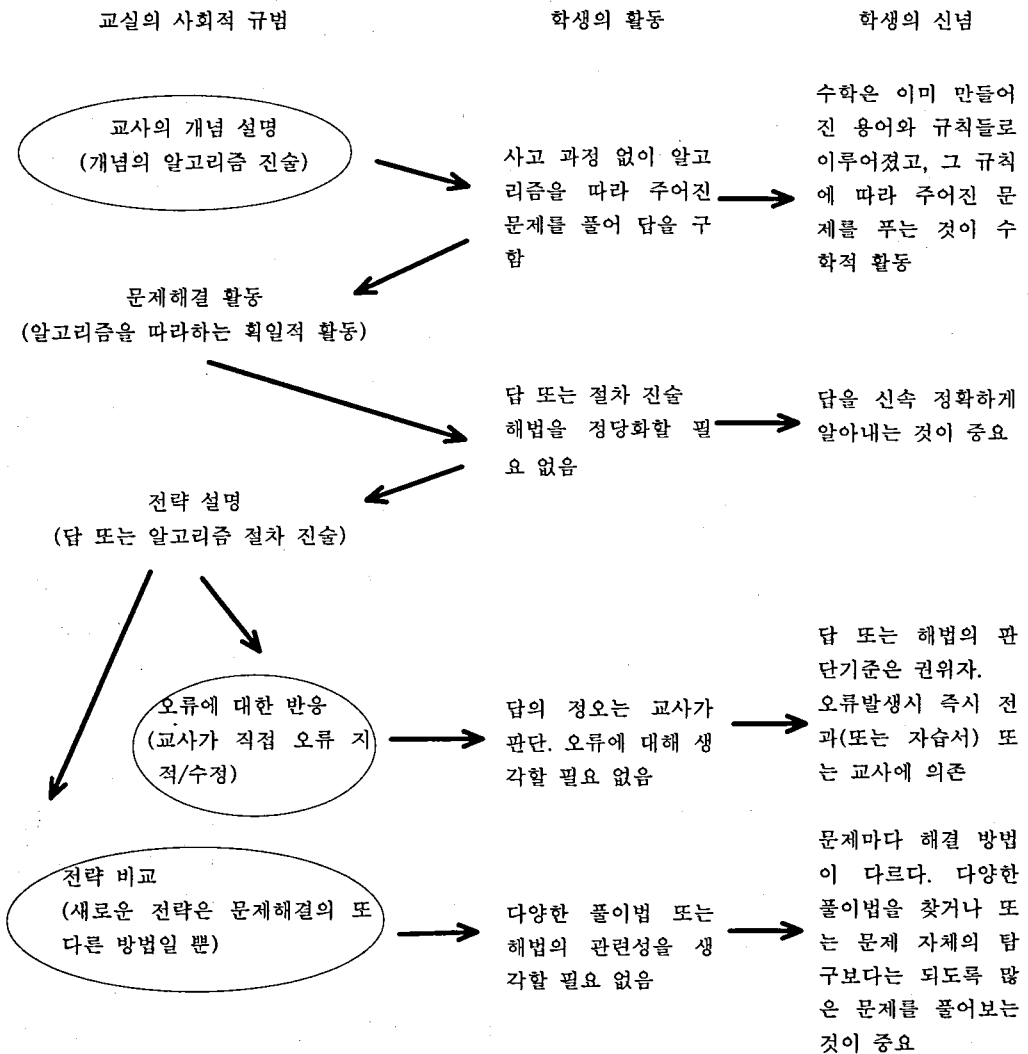 교실의 사회적 규범
학생의 활동
학생의 신념
교사의 개념 설명
(개념의 알고리즘 진술)
사고 과정 없이 알고
리즘을 따라 주어진
문제를 풀어 답을 구
함
수학은 이미 만들어
진 용어와 규칙들로
이루어졌고, 그 규칙
에 따라 주어진 문
제를 푸는 것이 수
학적 활동
문제해결 활동
(알고리즘을 따라하는 획일적 활동)
답 또는 절차 진술
해법을 정당화할 필
요 없음
답을 신속 정확하게
알아내는 것이 중요
전략 설명
(답 또는 알고리즘 절차 진술)
오류에 대한 반응
(교사가 직접 오류 지
적/수정)
답의 정오는 교사가
판단. 오류에 대해 생
각할 필요 없음
답 또는 해법의 판
단기준은 권위자.
오류발생시 즉시 전
과(또는 자습서) 또
는 교사에 의존
전략 비교
(새로운 전략은 문제해결의 또
다른 방법일 뿐)
다양한 풀이법 또는
해법의 관련성을 생
각할 필요 없음
문제마다 해결 방법
이 다르다. 다양한
풀이법을 찾거나 또
는 문제 자체의 탐
구보다는 되도록 많
은 문제를 풀어보는
것이 중요